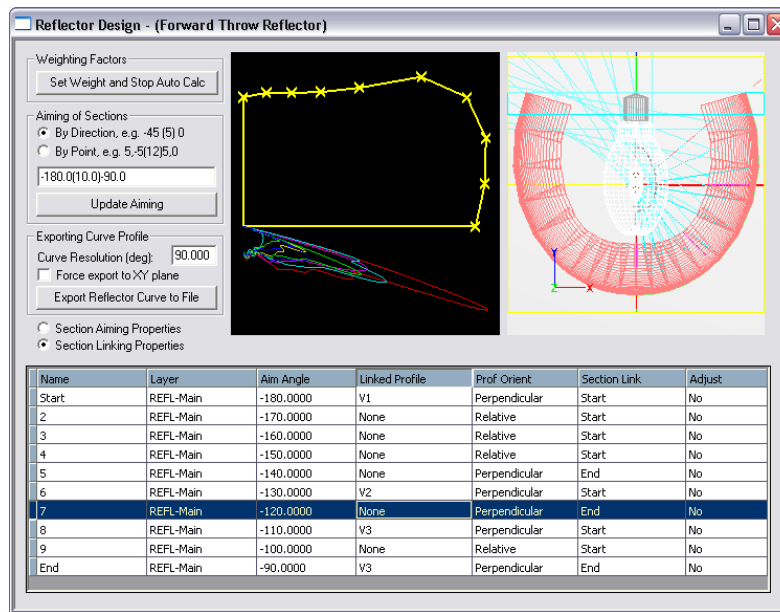 Reflector Design - (Forward Throw Reflector)
Weighting Factors
Set Weight and Stop Auto Calc
Aiming of Sections
By Direction, e.g. -45 (5) 0
By Point, e.g. 5,-5(12)5,0
-180.0(10.0)-90.0
Update Aiming
Exporting Curve Profile
Curve Resolution (deg): 90.000
Force export to XY plane
Export Reflector Curve to File
Section Aiming Properties
Section Linking Properties
Y
Z X
Name Layer Aim Angle Linked Profile Prof Orient Section Link Adjust
Start REFL-Main -180.0000 V1 Perpendicular Start No
2 REFL-Main -170.0000 None Relative Start No
3 REFL-Main -160.0000 None Relative Start No
4 REFL-Main -150.0000 None Relative Start No
5 REFL-Main -140.0000 None Perpendicular End No
6 REFL-Main -130.0000 V2 Perpendicular Start No
7 REFL-Main -120.0000 None Perpendicular End No
8 REFL-Main -110.0000 V3 Perpendicular Start No
9 REFL-Main -100.0000 None Relative Start No
End REFL-Main -90.0000 V3 Perpendicular End No